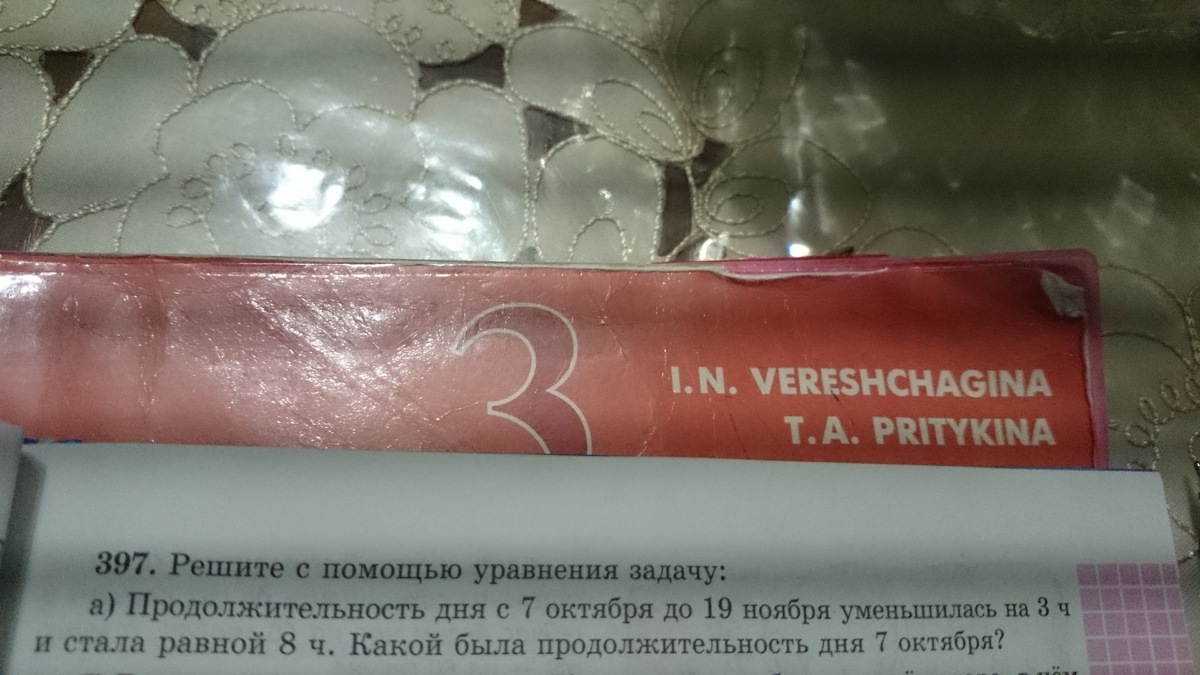 3
I.N. VERESHCHAGINA
T.A. PRITYKINA
397. Решите с помощью уравнения задачу:
а) Продолжительность дня с 7 октября до 19 ноября уменьшилась на 3 ч
и стала равной 8 ч. Какой была продолжительность дня 7 октября?